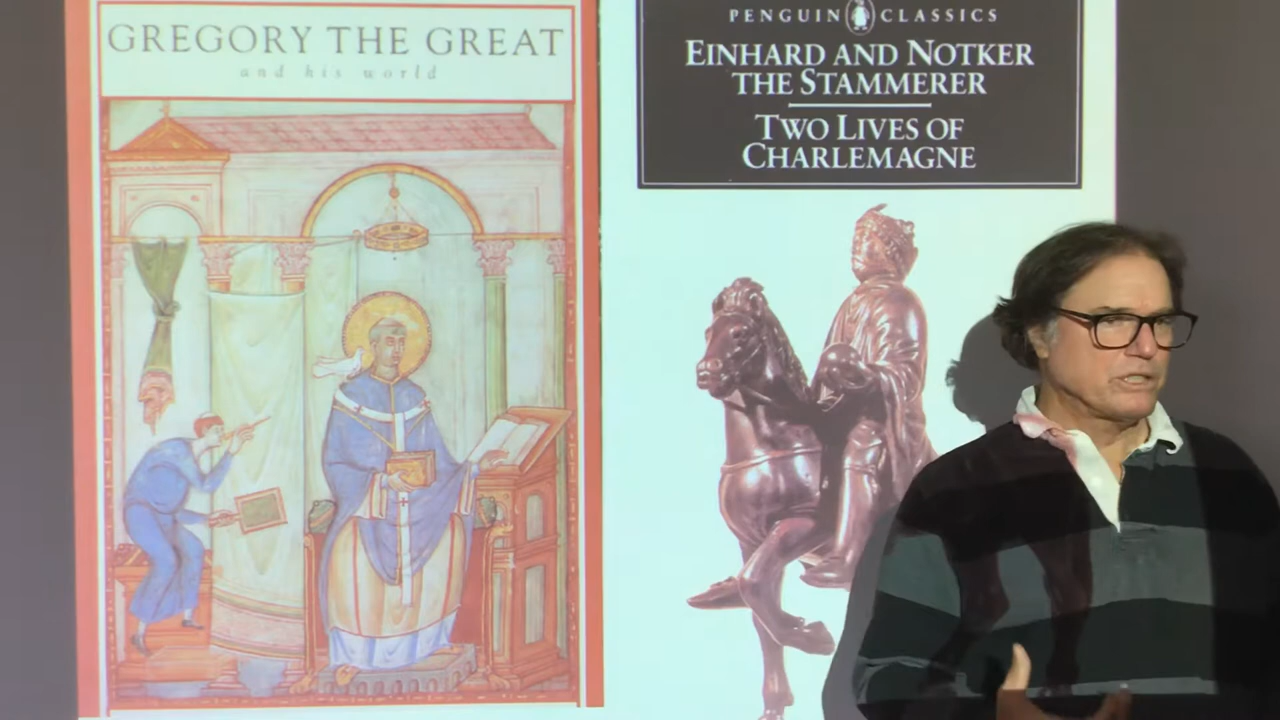 GREGORY THE GREAT
and his world
PENGUIN CLASSICS
EINHARD AND NOTKER
THE STAMMERER
TWO LIVES OF
CHARLEMAGNE